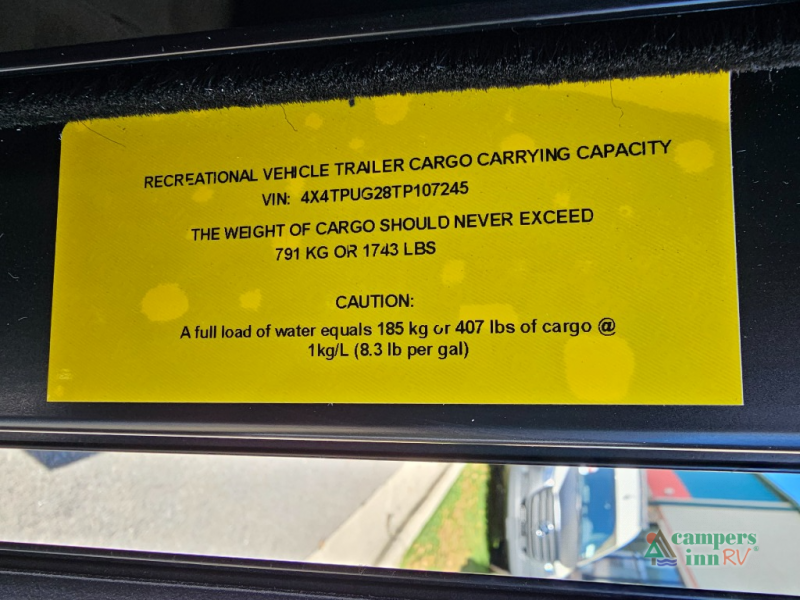 RECREATIONAL VEHICLE TRAILER CARGO CARRYING CAPACITY
VIN: 4X4TPUG28TP107245
THE WEIGHT OF CARGO SHOULD NEVER EXCEED
791 KG OR 1743 LBS
CAUTION:
A full load of water equals 185 kg or 407 lbs of cargo @
1kg/L (8.3 lb per gal)
campers
inn RV®